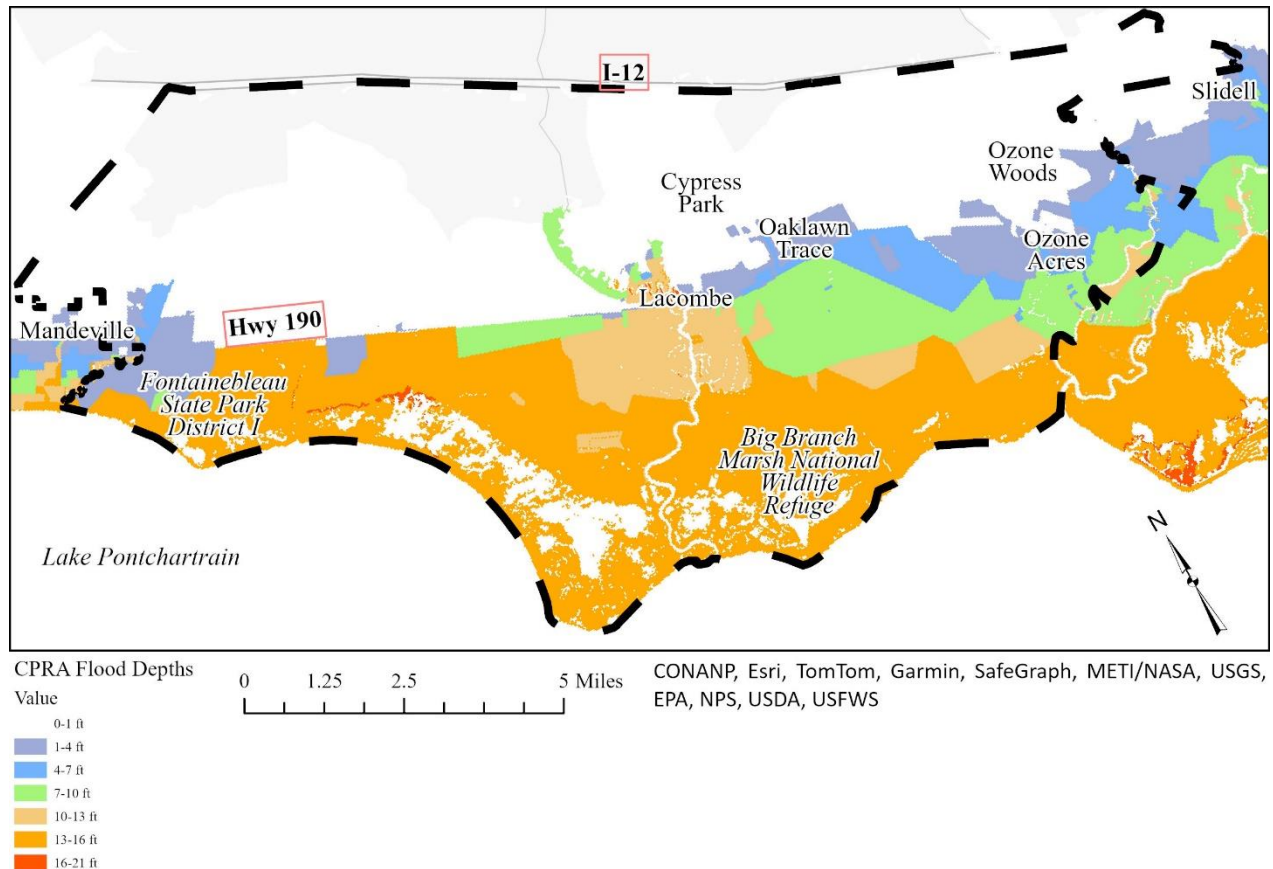 I-12
Slidell
Ozone
Woods
Cypress
Park
Oaklawn
Trace
Ozone
Acres
Lacombe
Hwy 190
Mandeville
Fontainebleau
State Park
District I
Big Branch
Marsh National
Wildlife
Refuge
Lake Pontchartrain
N
CPRA Flood Depths
Value
0-1 ft
1-4 ft
4-7 ft
7-10 ft
10-13 ft
13-16 ft
16-21 ft
0 1.25 2.5 5 Miles
CONANP, Esri, TomTom, Garmin, SafeGraph, METI/NASA, USGS,
EPA, NPS, USDA, USFWS